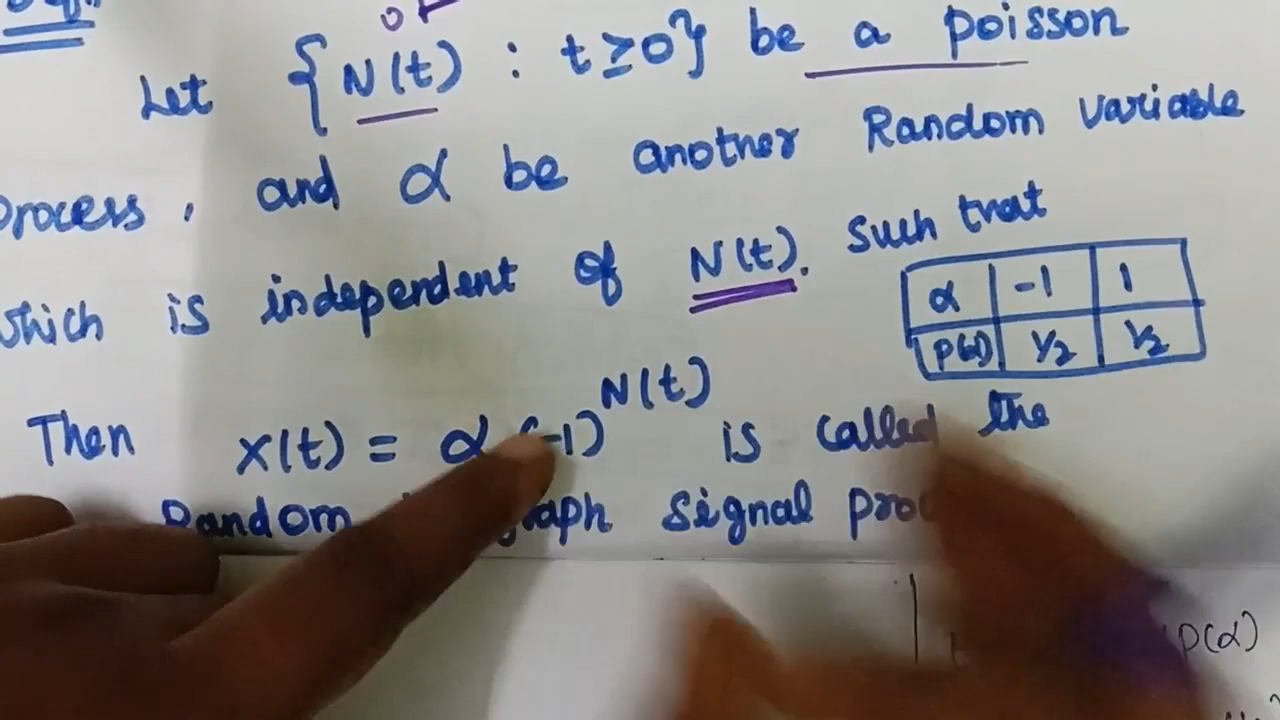 Let {N(t) : t ≥ 0} be a poisson
process, and α be another Random variable
which is independent of N(t). Such that
α -1 1
P(α) 1/2 1/2
Then X(t) = α (-1)^N(t) is called the
Random signal
P(α)